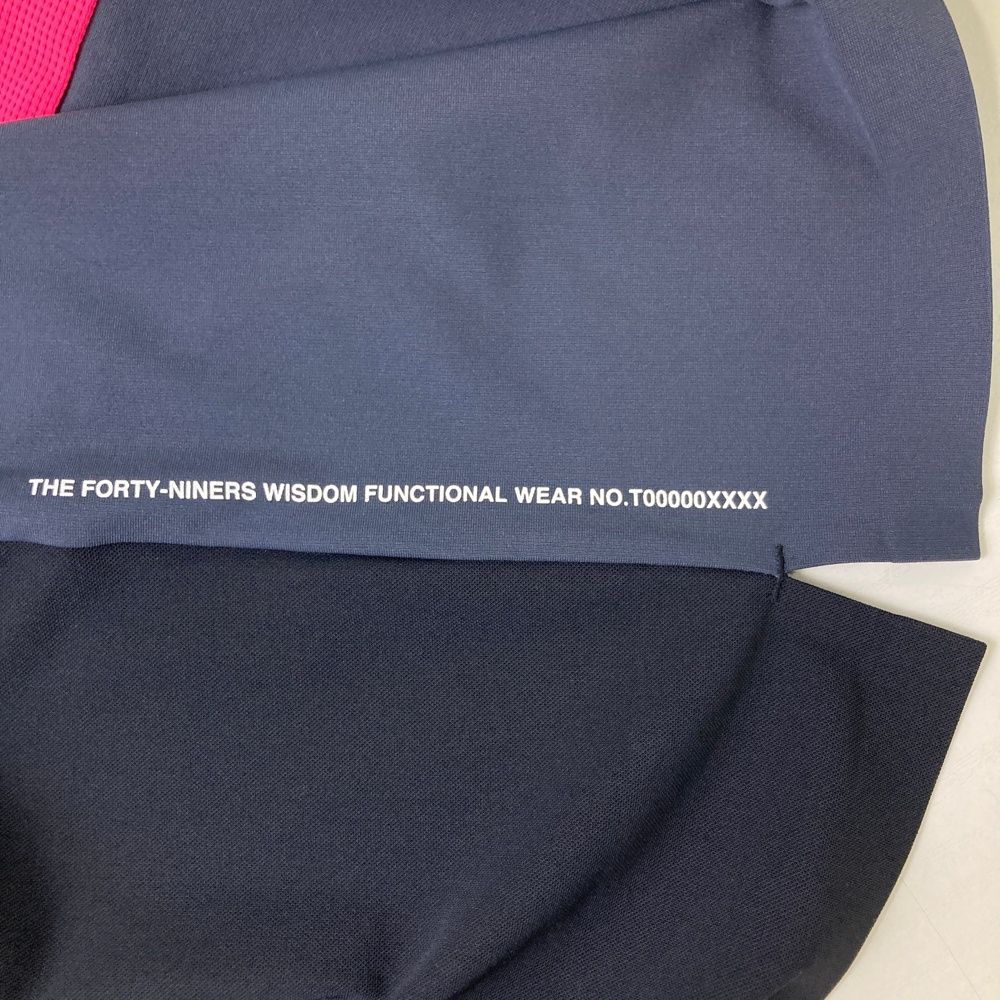 THE FORTY-NINERS WISDOM FUNCTIONAL WEAR NO.T00000XXXX